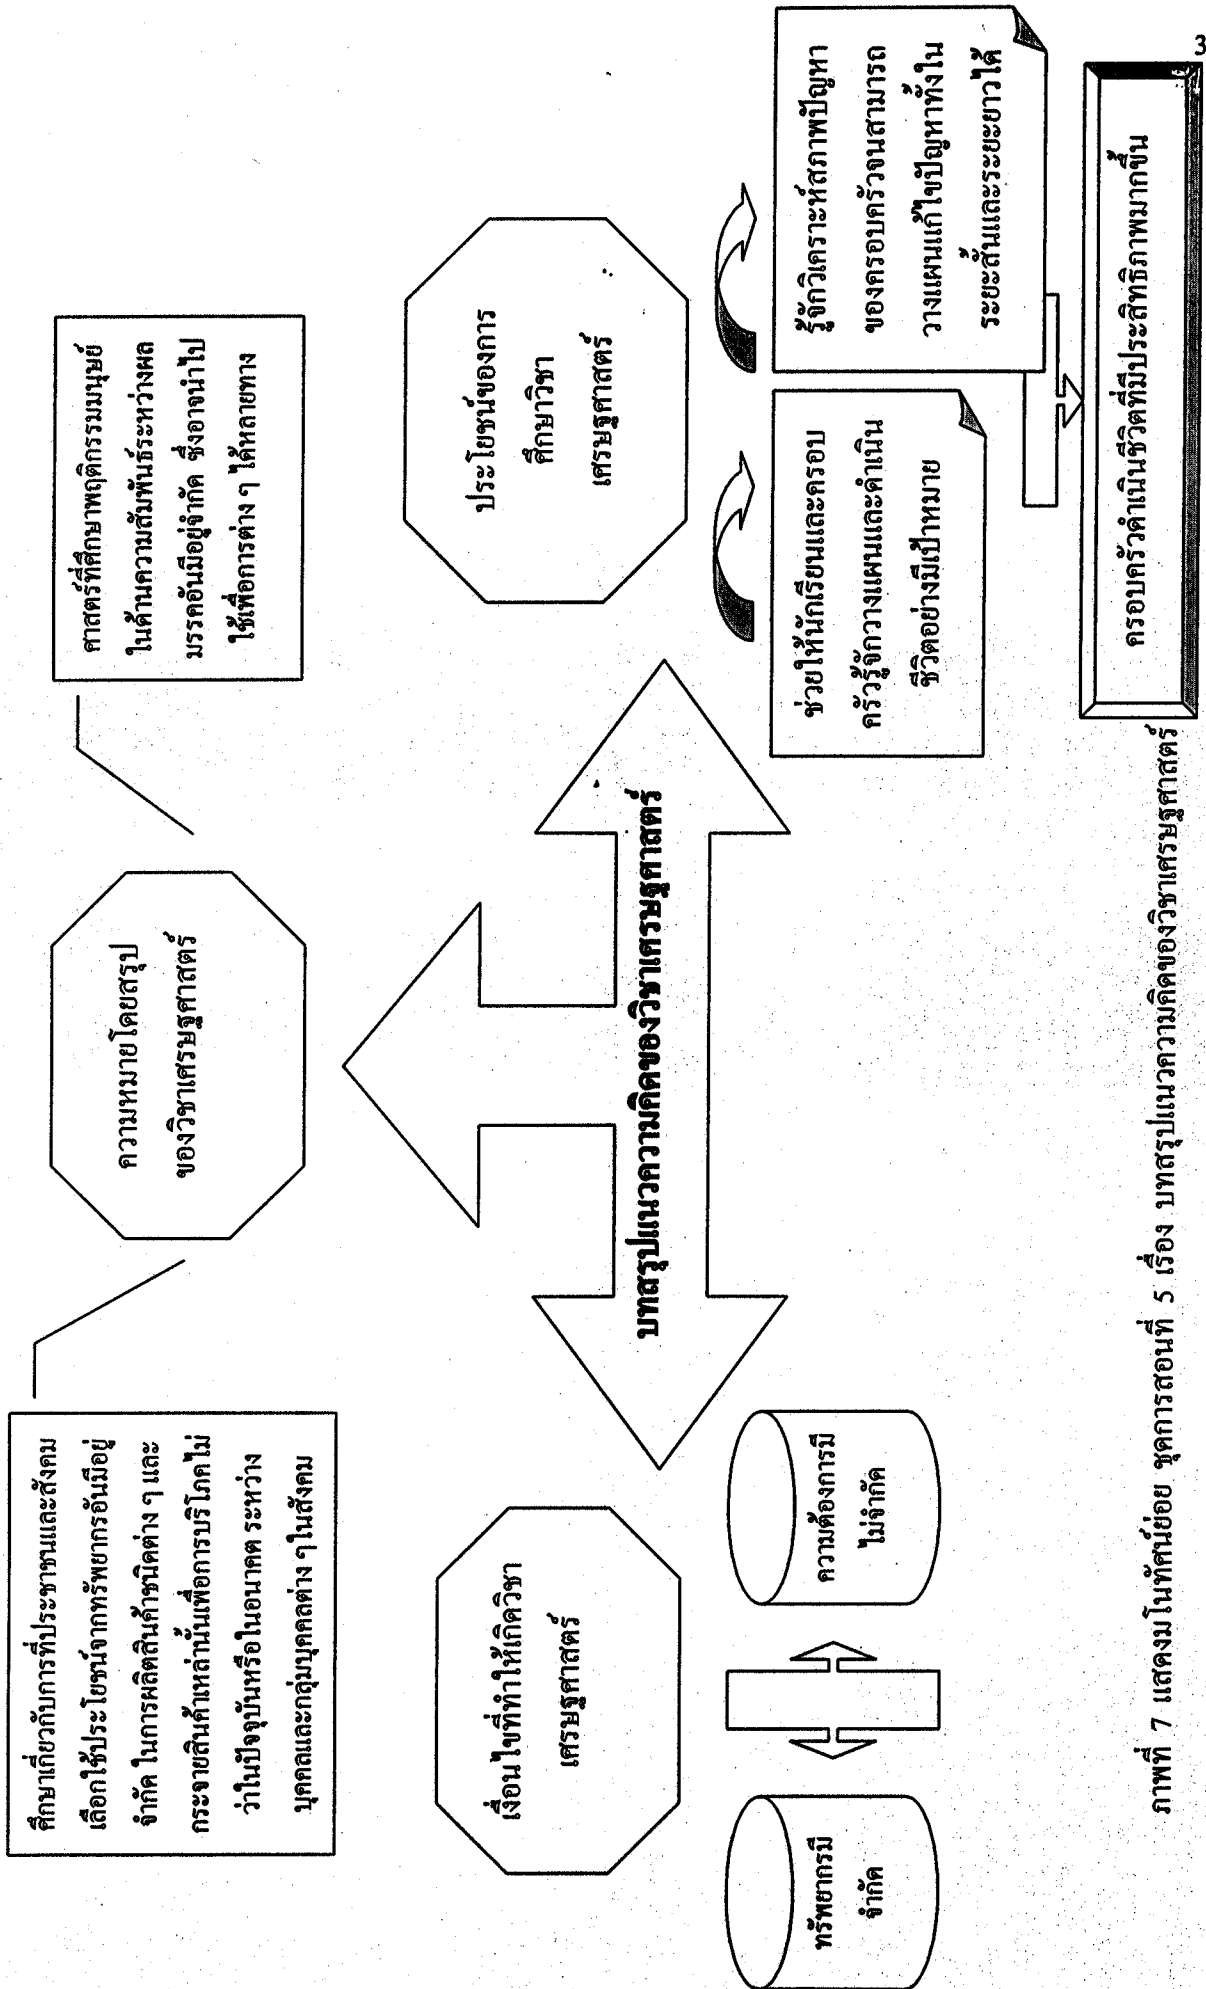 ศึกษาเกี่ยวกับการที่ประชาชนและสังคม
เลือกใช้ประโยชน์จากทรัพยากรอันมีอยู่
จำกัด ในการผลิตสินค้าชนิดต่าง ๆ และ
กระจายสินค้าเหล่านั้นเพื่อการบริโภคไม่
ว่าในปัจจุบันหรือในอนาคต ระหว่าง
บุคคลและกลุ่มบุคคลต่าง ๆ ในสังคม
ความหมายโดยสรุป
ของวิชาเศรษฐศาสตร์
ศาสตร์ที่ศึกษาพฤติกรรมมนุษย์
ในด้านความสัมพันธ์ระหว่างผล
มรรคอันมีอยู่จำกัด ซึ่งอาจนำไป
ใช้เพื่อการต่าง ๆ ได้หลายทาง
เงื่อนไขที่ทำให้เกิดวิชา
เศรษฐศาสตร์
ประโยชน์ของการ
ศึกษาวิชา
เศรษฐศาสตร์
บทสรุปแนวความคิดของวิชาเศรษฐศาสตร์
ทรัพยากรมี
จำกัด
ความต้องการมี
ไม่จำกัด
ช่วยให้นักเรียนและครอบ
ครัวรู้จักวางแผนและดำเนิน
ชีวิตอย่างมีเป้าหมาย
รู้จักวิเคราะห์สภาพปัญหา
ของครอบครัวจนสามารถ
วางแผนแก้ไขปัญหาทั้งใน
ระยะสั้นและระยะยาวได้
ครอบครัวดำเนินชีวิตที่มีประสิทธิภาพมากขึ้น
ภาพที่ 7 แสดงมโนทัศน์ย่อย ชุดการสอนที่ 5 เรื่อง บทสรุปแนวความคิดของวิชาเศรษฐศาสตร์
3